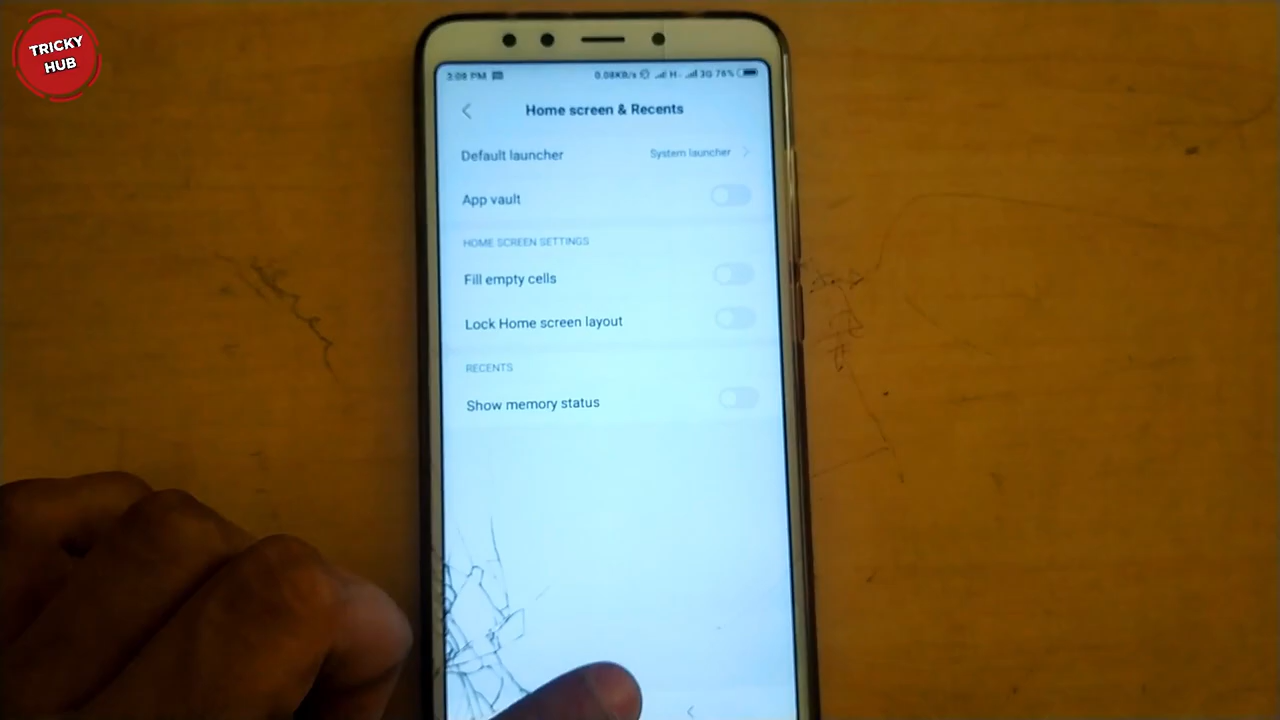 TRICKY
HUB
3:09 PM 0.08KB/s H 3G 76%
Home screen & Recents
Default launcher System launcher
App vault
HOME SCREEN SETTINGS
Fill empty cells
Lock Home screen layout
RECENTS
Show memory status